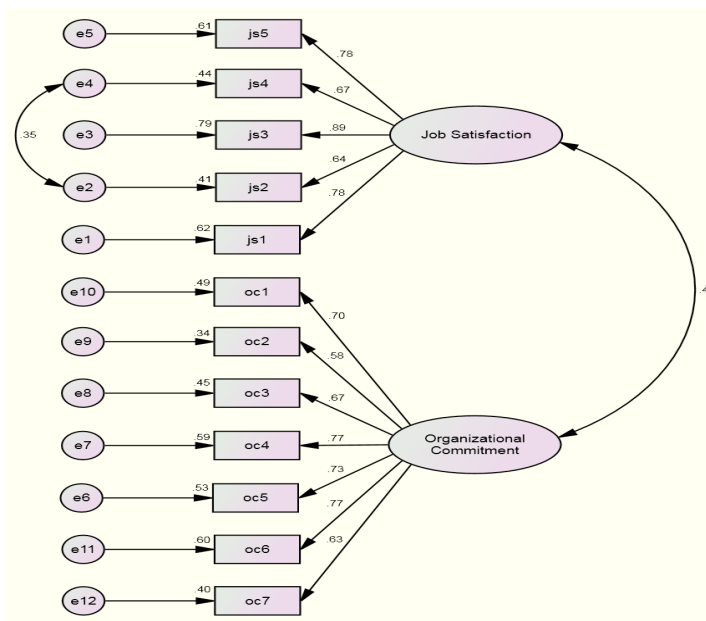 e5 .61 js5
.78
e4 .44 js4
.67
.35
e3 .79 js3 .89 Job Satisfaction
.64
e2 .41 js2
.78
e1 .62 js1
e10 .49 oc1
.4
.70
e9 .34 oc2
.58
e8 .45 oc3
.67
e7 .59 oc4 .77 Organizational
Commitment
.73
e6 .53 oc5
.77
e11 .60 oc6
.63
e12 .40 oc7